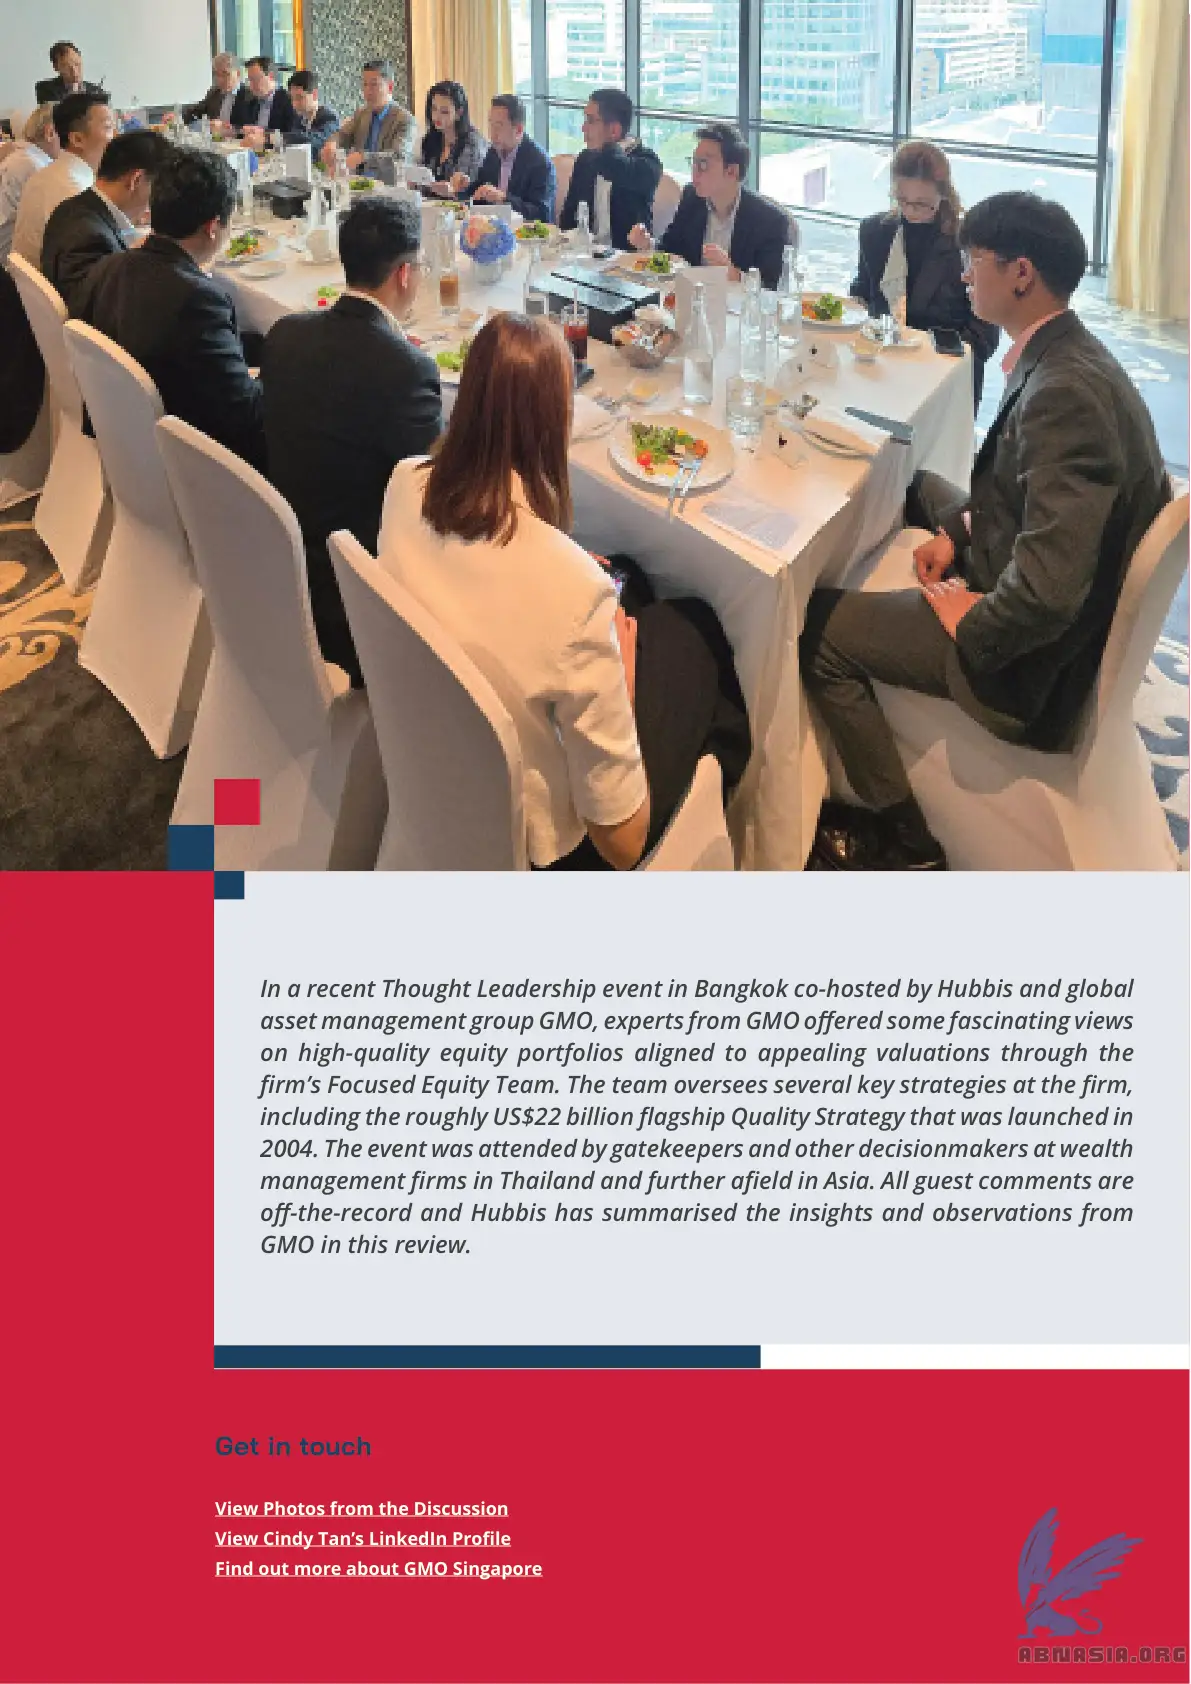 In a recent Thought Leadership event in Bangkok co-hosted by Hubbis and global
asset management group GMO, experts from GMO offered some fascinating views
on high-quality equity portfolios aligned to appealing valuations through the
firm’s Focused Equity Team. The team oversees several key strategies at the firm,
including the roughly US$22 billion flagship Quality Strategy that was launched in
2004. The event was attended by gatekeepers and other decisionmakers at wealth
management firms in Thailand and further afield in Asia. All guest comments are
off-the-record and Hubbis has summarised the insights and observations from
GMO in this review.
Get in touch
View Photos from the Discussion
View Cindy Tan’s LinkedIn Profile
Find out more about GMO Singapore
ABNASIA.ORG